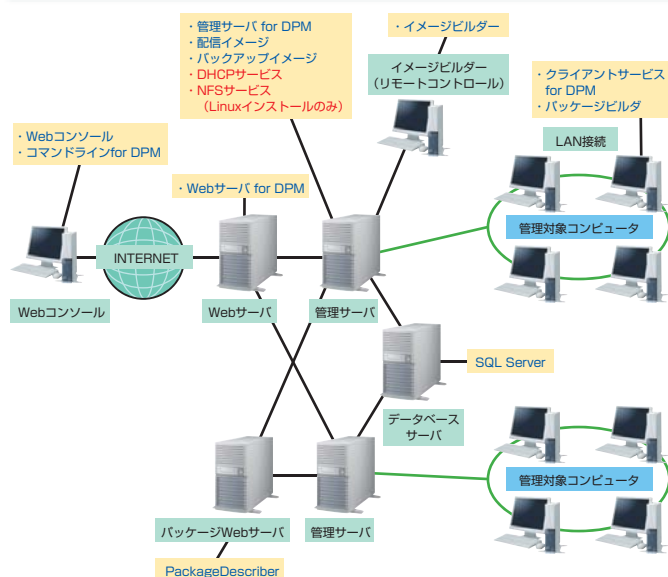 ・管理サーバ for DPM
・配信イメージ
・バックアップイメージ
・DHCPサービス
・NFSサービス
（Linuxインストールのみ）
・イメージビルダー
イメージビルダー
（リモートコントロール）
・クライアントサービス
for DPM
・パッケージビルダ
LAN接続
・Webコンソール
・コマンドラインfor DPM
・Webサーバ for DPM
管理対象コンピュータ
INTERNET
Webコンソール
Webサーバ
管理サーバ
SQL Server
データベース
サーバ
管理対象コンピュータ
パッケージWebサーバ
管理サーバ
PackageDescriber